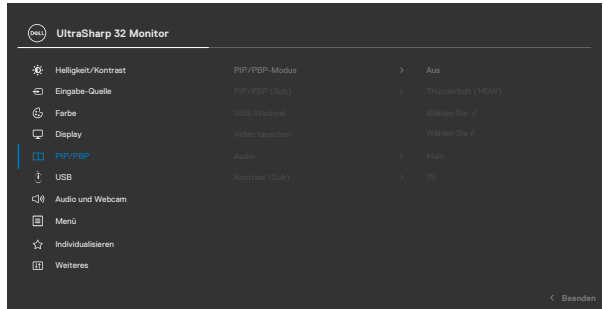 DELL
UltraSharp 32 Monitor
Helligkeit/Kontrast PIP/PBP-Modus > Aus
Eingabe-Quelle PIP/PBP (Sub) > Thunderbolt (140W)
Farbe USB-Wechsel Wählen Sie √
Display Video tauschen Wählen Sie √
PIP/PBP Audio > Main
USB Kontrast (Sub) > 75
Audio und Webcam
Menü
Individualisieren
Weiteres
< Beenden